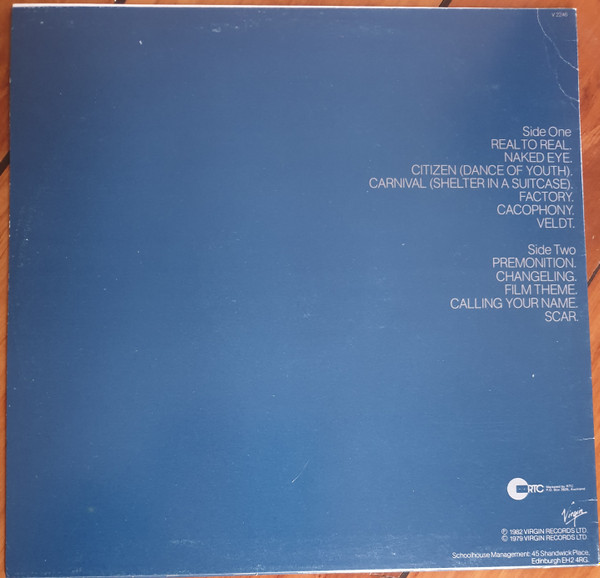 V 2246
Side One
REAL TO REAL.
NAKED EYE.
CITIZEN (DANCE OF YOUTH).
CARNIVAL (SHELTER IN A SUITCASE).
FACTORY.
CACOPHONY.
VELDT.
Side Two
PREMONITION.
CHANGELING.
FILM THEME.
CALLING YOUR NAME.
SCAR.
RTC
Virgin
℗ 1982 VIRGIN RECORDS LTD.
© 1979 VIRGIN RECORDS LTD
Schoolhouse Management: 45 Shandwick Place,
Edinburgh EH2 4RG.